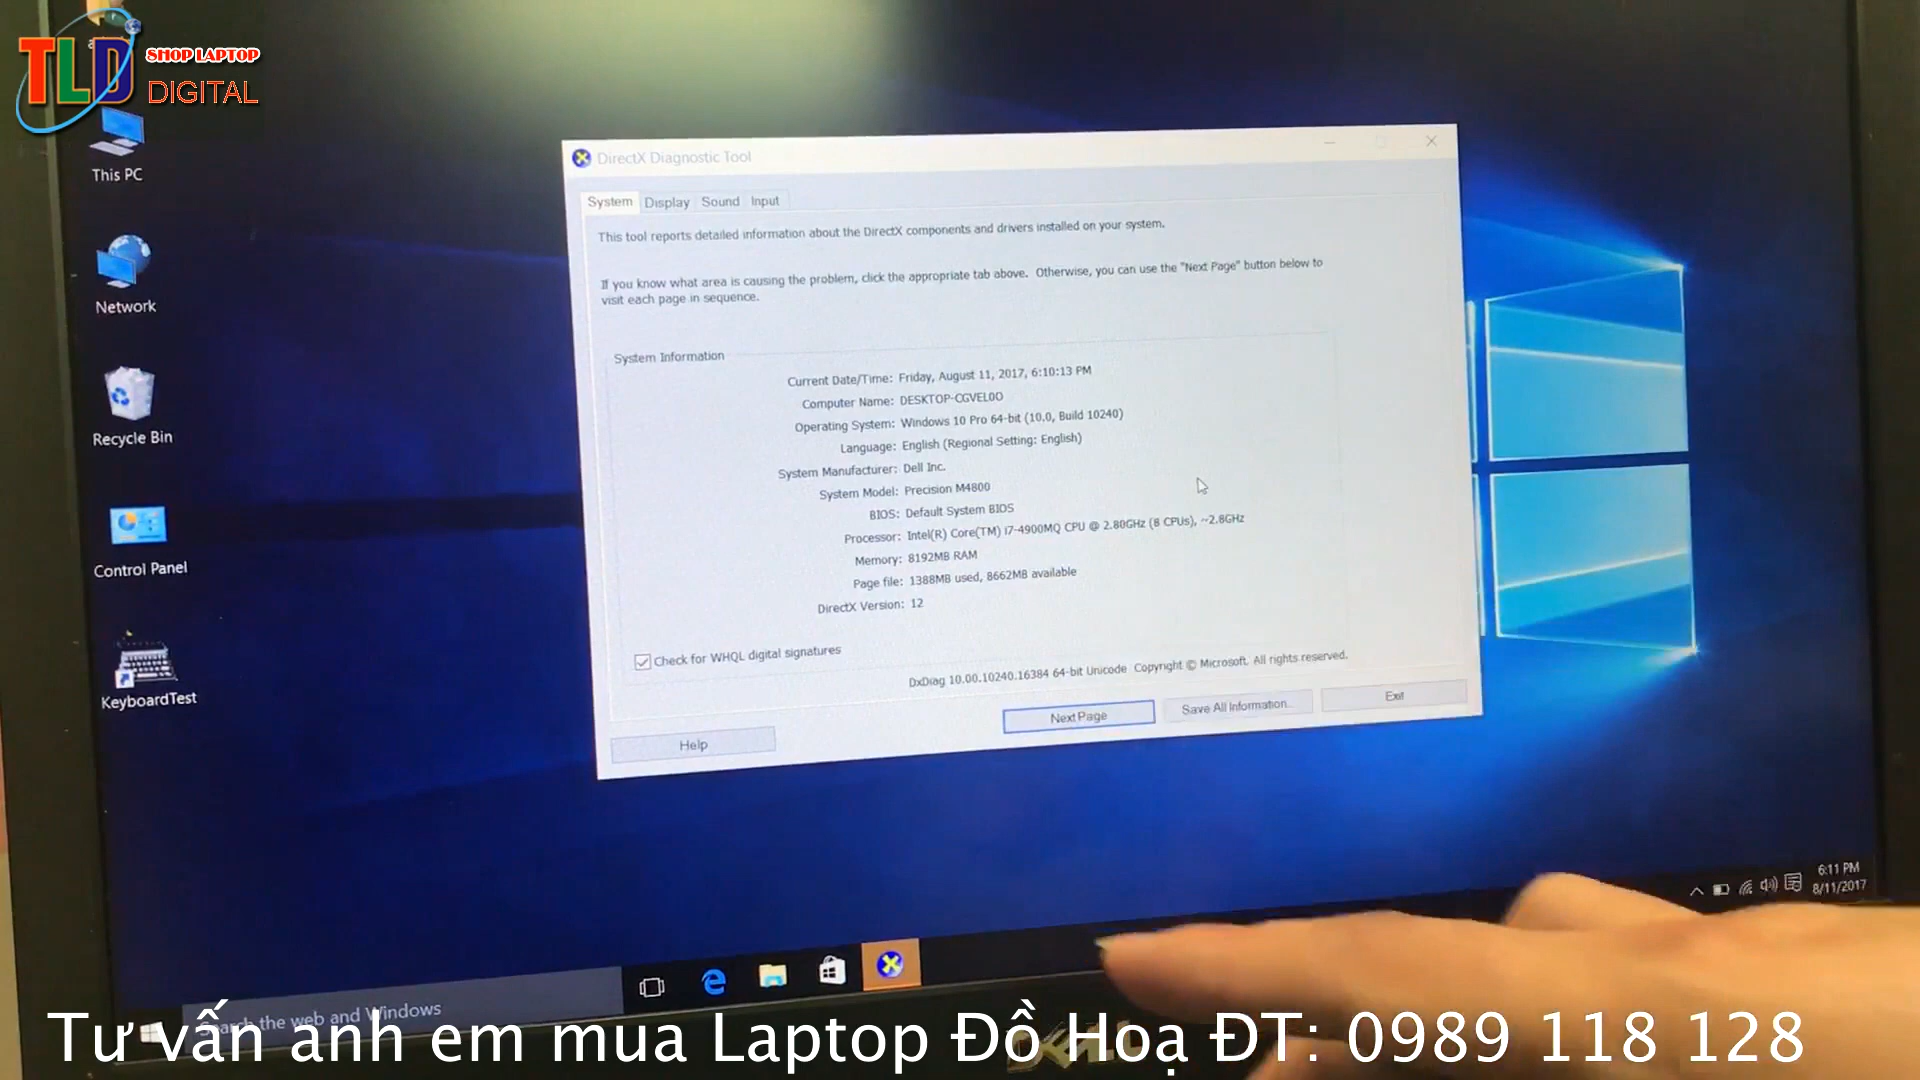 TLD
SHOP LAPTOP
DIGITAL
This PC
Network
Recycle Bin
Control Panel
KeyboardTest
DirectX Diagnostic Tool
System Display Sound Input
This tool reports detailed information about the DirectX components and drivers installed on your system.
If you know what area is causing the problem, click the appropriate tab above. Otherwise, you can use the "Next Page" button below to
visit each page in sequence.
System Information
Current Date/Time: Friday, August 11, 2017, 6:10:13 PM
Computer Name: DESKTOP-CGVEL0O
Operating System: Windows 10 Pro 64-bit (10.0, Build 10240)
Language: English (Regional Setting: English)
System Manufacturer: Dell Inc.
System Model: Precision M4800
BIOS: Default System BIOS
Processor: Intel(R) Core(TM) i7-4900MQ CPU @ 2.80GHz (8 CPUs), ~2.8GHz
Memory: 8192MB RAM
Page file: 1388MB used, 8662MB available
DirectX Version: 12
Check for WHQL digital signatures
DxDiag 10.00.10240.16384 64-bit Unicode Copyright © Microsoft. All rights reserved.
Help
Next Page
Save All Information...
Exit
6:11 PM
8/11/2017
Search the web and Windows
Tư vấn anh em mua Laptop Đồ Hoạ ĐT: 0989 118 128